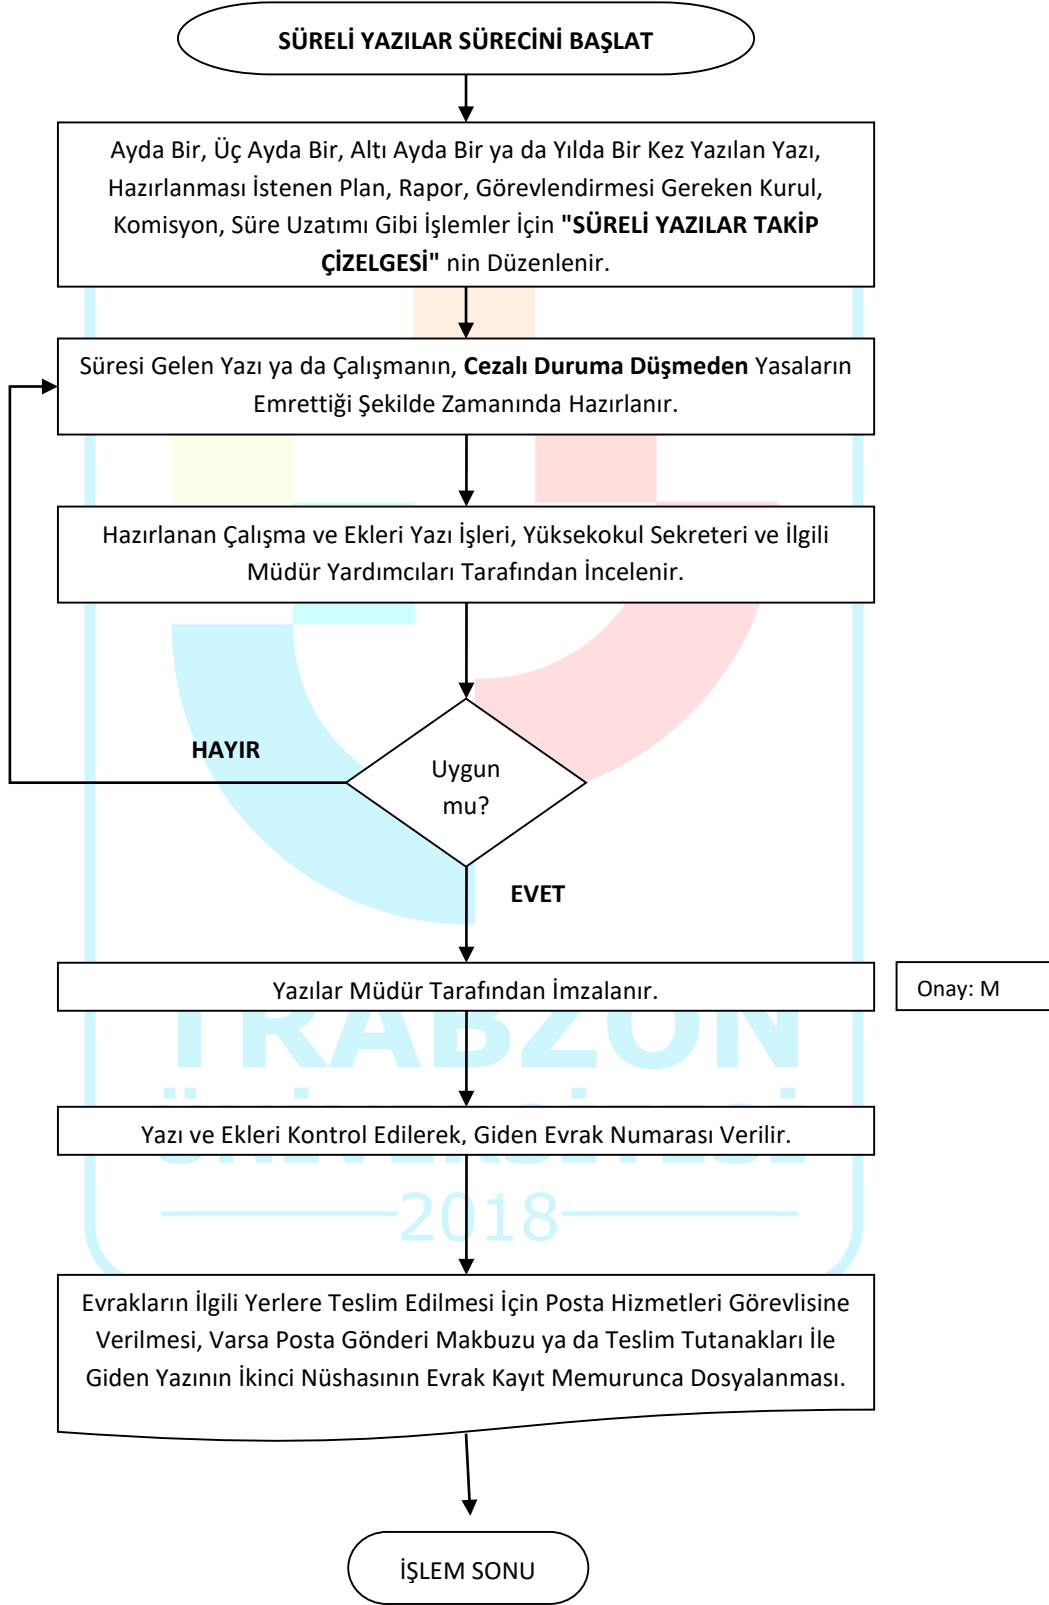 SÜRELİ YAZILAR SÜRECİNİ BAŞLAT
Ayda Bir, Üç Ayda Bir, Altı Ayda Bir ya da Yılda Bir Kez Yazılan Yazı,
Hazırlanması İstenen Plan, Rapor, Görevlendirmesi Gereken Kurul,
Komisyon, Süre Uzatımı Gibi İşlemler İçin "SÜRELİ YAZILAR TAKİP
ÇİZELGESİ" nin Düzenlenir.
Süresi Gelen Yazı ya da Çalışmanın, Cezalı Duruma Düşmeden Yasaların
Emrettiği Şekilde Zamanında Hazırlanır.
Hazırlanan Çalışma ve Ekleri Yazı İşleri, Yüksekokul Sekreteri ve İlgili
Müdür Yardımcıları Tarafından İncelenir.
HAYIR
Uygun
mu?
EVET
Yazılar Müdür Tarafından İmzalanır.
Onay: M
TRABZON
Yazı ve Ekleri Kontrol Edilerek, Giden Evrak Numarası Verilir.
ÜNİVERSİTESİ
2018
Evrakların İlgili Yerlere Teslim Edilmesi İçin Posta Hizmetleri Görevlisine
Verilmesi, Varsa Posta Gönderi Makbuzu ya da Teslim Tutanakları İle
Giden Yazının İkinci Nüshasının Evrak Kayıt Memurunca Dosyalanması.
İŞLEM SONU